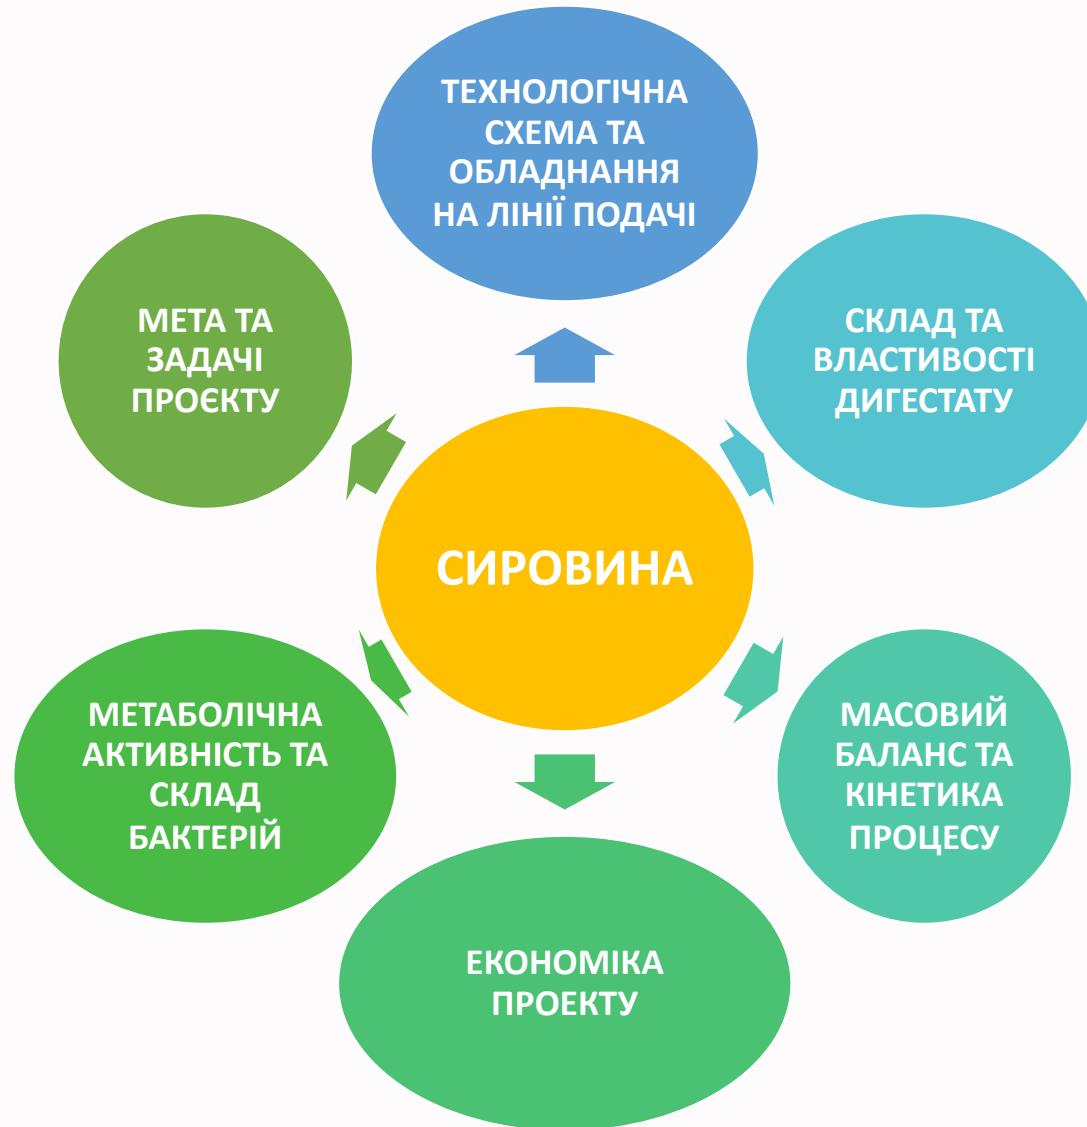 ТЕХНОЛОГІЧНА
СХЕМА ТА
ОБЛАДНАННЯ
НА ЛІНІЇ ПОДАЧІ
МЕТА ТА
ЗАДАЧІ
ПРОЄКТУ
СКЛАД ТА
ВЛАСТИВОСТІ
ДИГЕСТАТУ
СИРОВИНА
МЕТАБОЛІЧНА
АКТИВНІСТЬ ТА
СКЛАД
БАКТЕРІЙ
МАСОВИЙ
БАЛАНС ТА
КІНЕТИКА
ПРОЦЕСУ
ЕКОНОМІКА
ПРОЕКТУ